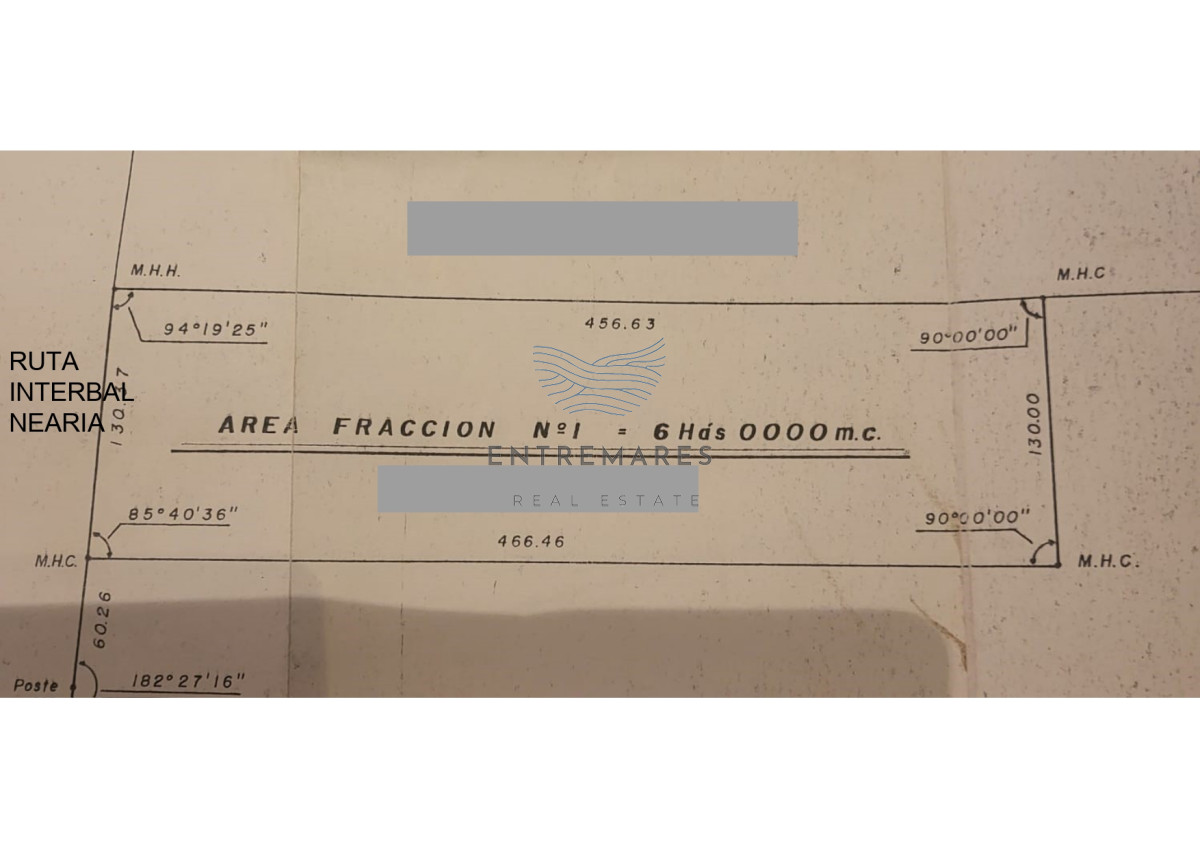 M.H.H.
M.H.C
94°19'25"
456.63
90°00'00"
RUTA
INTERBAL
NEARIA
130.00
AREA FRACCION Nº1 = 6 Hás 0000 m.c.
ENTREMARES
REAL ESTATE
85°40'36"
90°00'00"
466.46
M.H.C.
M.H.C.
60.26
Poste
182°27'16"